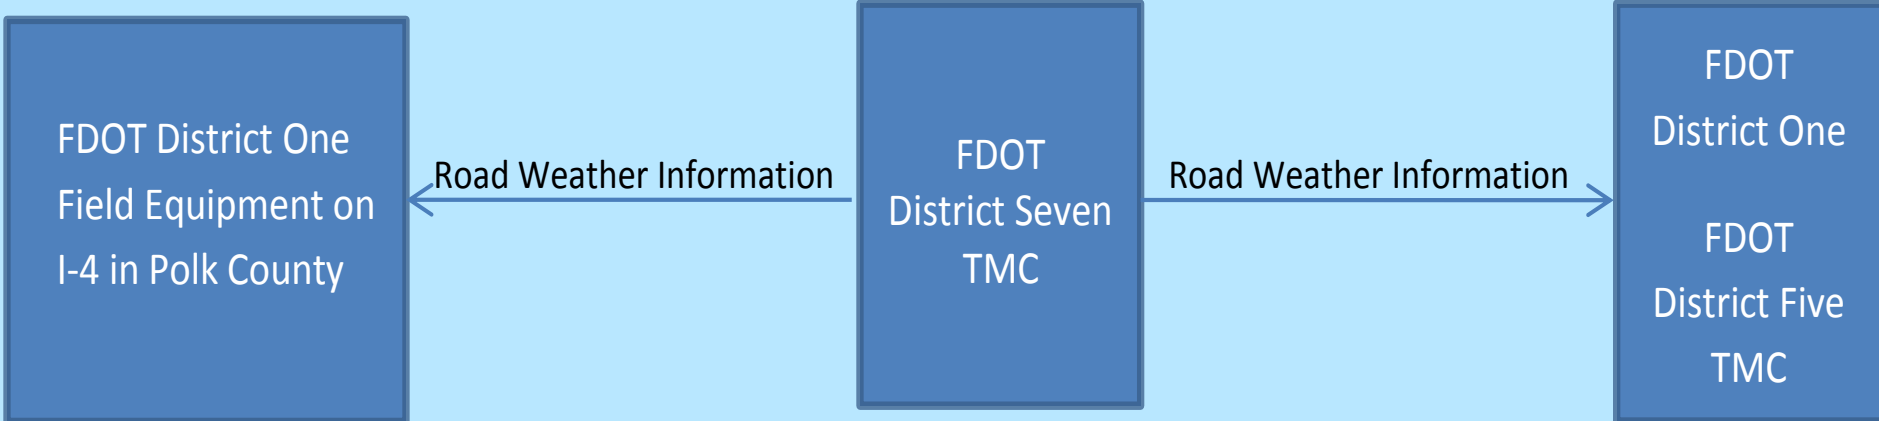 FDOT District One
Field Equipment on
I-4 in Polk County
Road Weather Information
FDOT
District Seven
TMC
Road Weather Information
FDOT
District One
FDOT
District Five
TMC